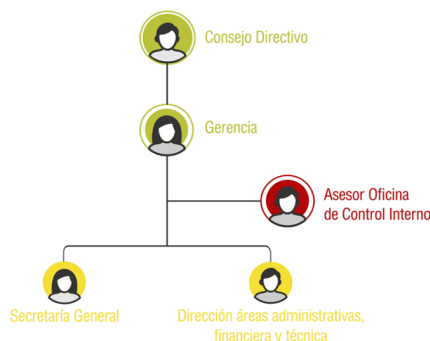 Consejo Directivo
Gerencia
Asesor Oficina
de Control Interno
Secretaría General
Dirección áreas administrativas,
financiera y técnica